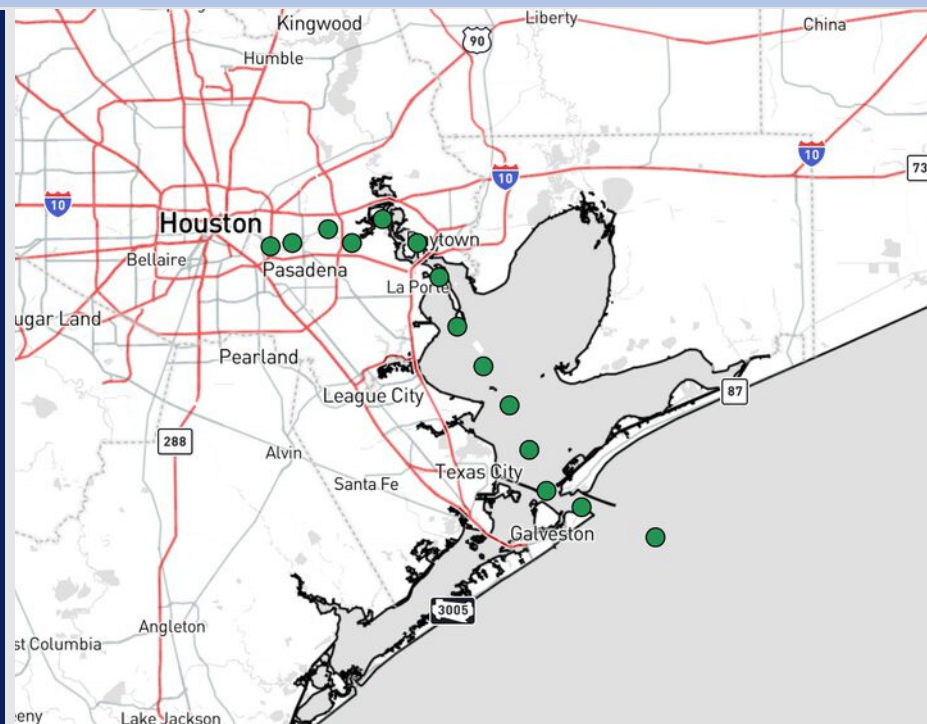 Kingwood
Liberty
China
90
Humble
10
10
73
10
Houston
Baytown
Bellaire
Pasadena
La Porte
ugar Land
Pearland
87
League City
288
Alvin
Texas City
Santa Fe
Galveston
3005
Angleton
st Columbia
eny
Lake Jackson